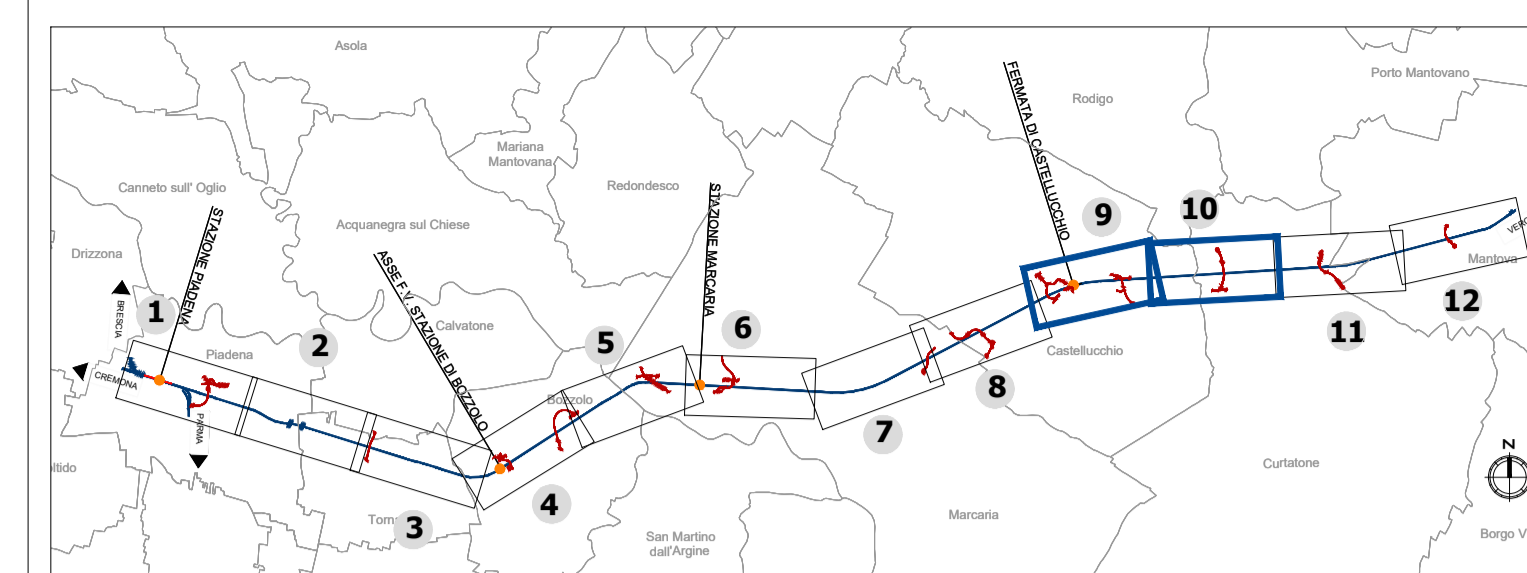 Asola
Porto Mantovano
Rodigo
FERMATA DI CASTELLUCCHIO
Mariana
Mantovana
Canneto sull' Oglio
Redondesco
STAZIONE PIADENA
STAZIONE MARCARIA
Acquanegra sul Chiese
9
10
Drizzona
ASSE F.V. STAZIONE DI BOZZOLO
Mantova
BRESCIA
1
Calvatone
6
12
2
5
11
Piadena
Castellucchio
CREMONA
8
Bozzolo
PARMA
7
N
Curtatone
4
3
Marcaria
San Martino
dall'Argine